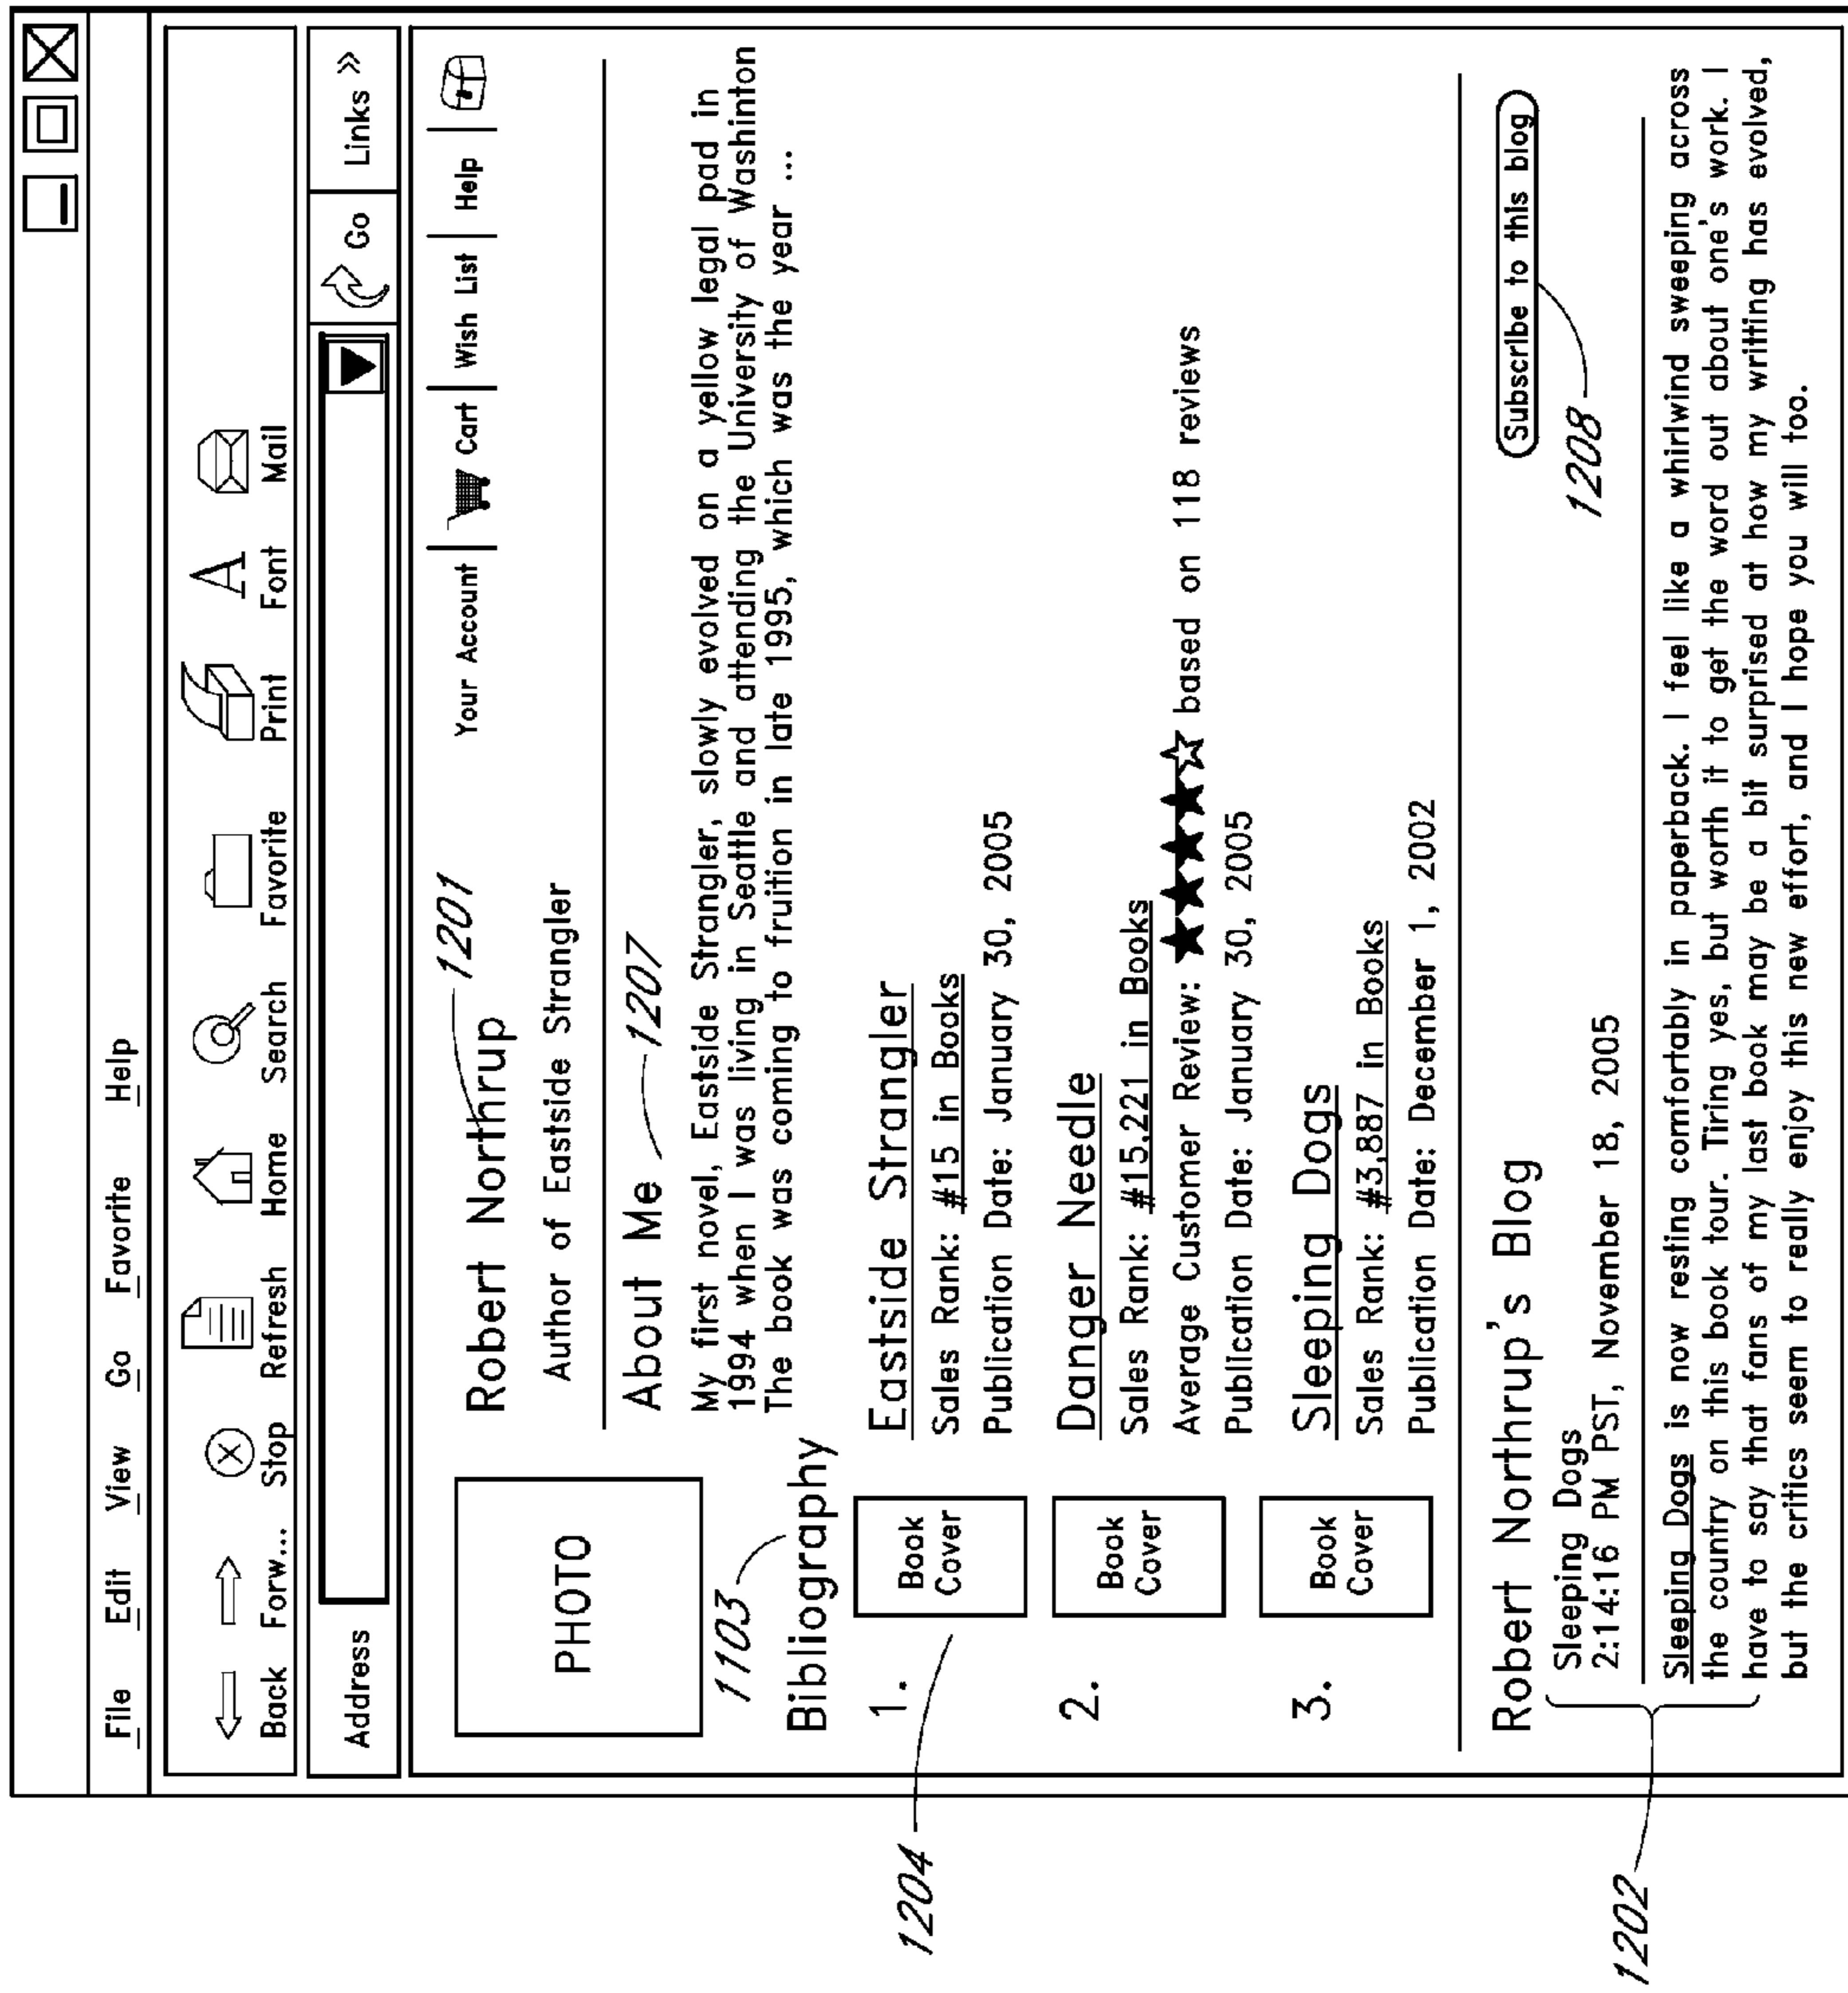 File Edit View Go Favorite Help
Back Forw... Stop Refresh Home Search Favorite Print Font Mail
Address Go Links »
PHOTO
Robert Northrup
1201
Your Account Cart Wish List Help
Author of Eastside Strangler
About Me
1207
My first novel, Eastside Strangler, slowly evolved on a yellow legal pad in
1994 when I was living in Seattle and attending the University of Washinton
The book was coming to fruition in late 1995, which was the year ...
1103
Bibliography
1204
1.
Book
Cover
Eastside Strangler
Sales Rank: #15 in Books
Publication Date: January 30, 2005
2.
Book
Cover
Danger Needle
Sales Rank: #15,221 in Books
Average Customer Review: ★★★★☆ based on 118 reviews
Publication Date: January 30, 2005
3.
Book
Cover
Sleeping Dogs
Sales Rank: #3,887 in Books
Publication Date: December 1, 2002
Robert Northrup's Blog
Subscribe to this blog
1208
1202
Sleeping Dogs
2:14:16 PM PST, November 18, 2005
Sleeping Dogs is now resting comfortably in paperback. I feel like a whirlwind sweeping across
the country on this book tour. Tiring yes, but worth it to get the word out about one's work. I
have to say that fans of my last book may be a bit surprised at how my writing has evolved,
but the critics seem to really enjoy this new effort, and I hope you will too.